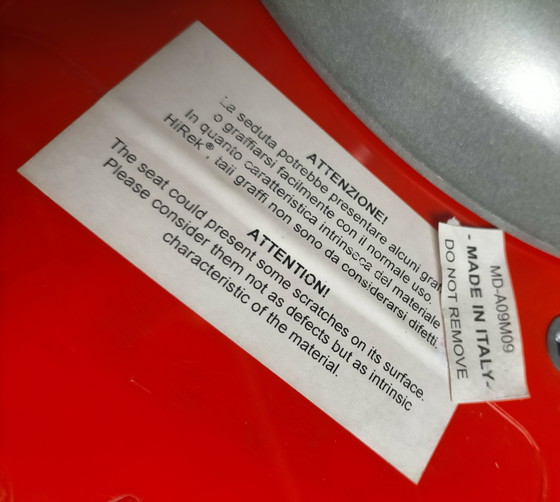 ATTENZIONE!
La seduta potrebbe presentare alcuni
o graffiarsi facilmente con il normale uso.
In quanto caratteristica intrinseca del materiale
HiRek®, tali graffi non sono da considerarsi difetti.
ATTENTION!
The seat could present some scratches on its surface.
Please consider them not as defects but as intrinsic
characteristic of the material.
MD-A09M09
- MADE IN ITALY-
DO NOT REMOVE